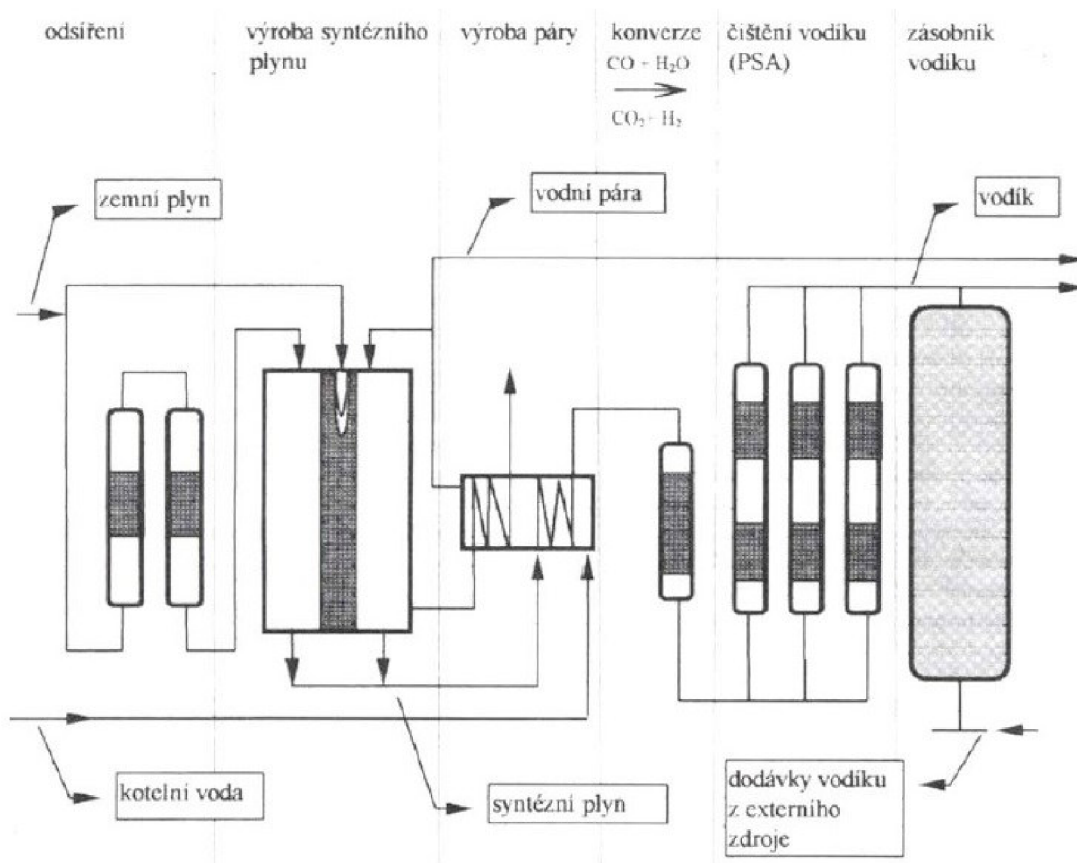 odsíření
výroba syntézního
plynu
výroba páry
konverze
CO + H₂O
CO₂+ H₂
čištění vodíku
(PSA)
zásobník
vodíku
zemní plyn
vodní pára
vodík
kotelní voda
syntézní plyn
dodávky vodíku
z externího
zdroje